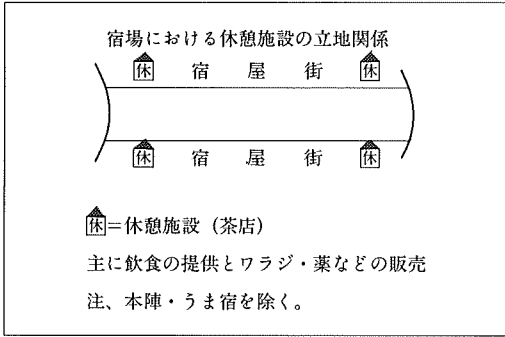 宿場における休憩施設の立地関係
休 宿 屋 街 休
休 宿 屋 街 休
休=休憩施設（茶店）
主に飲食の提供とワラジ・薬などの販売
注、本陣・うま宿を除く。